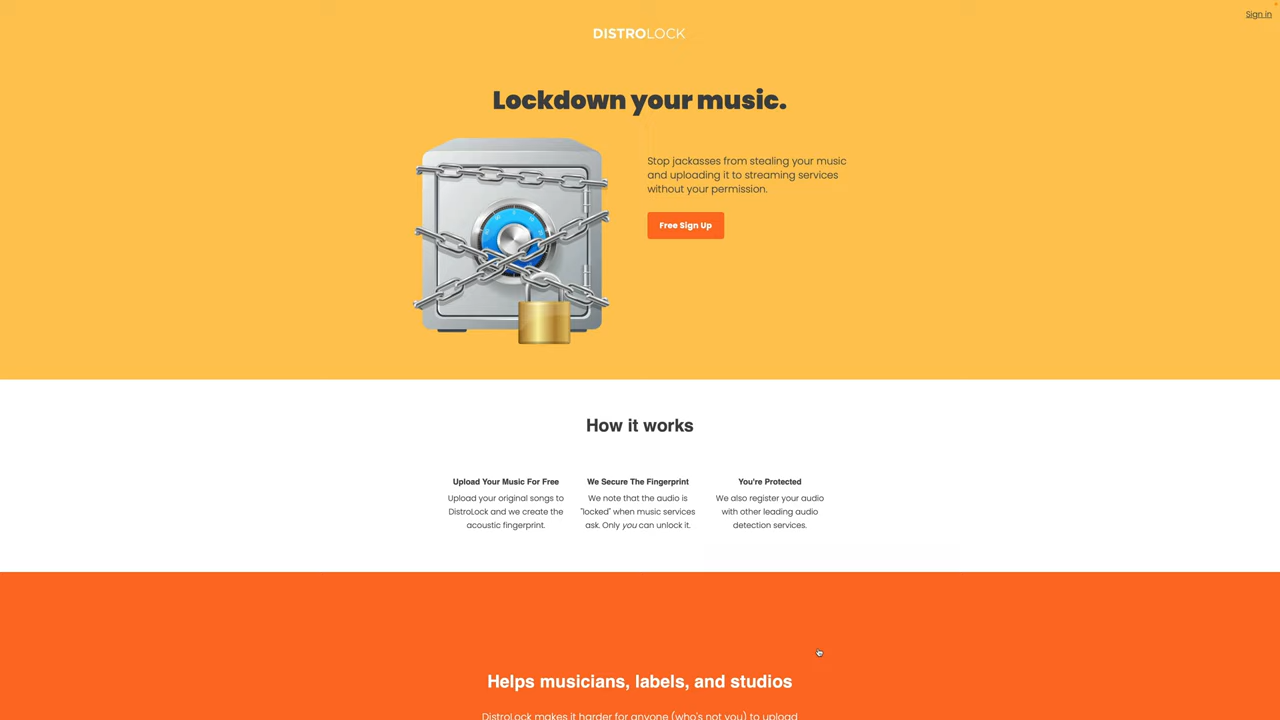 Sign in
DISTROLOCK
Lockdown your music.
Stop jackasses from stealing your music
and uploading it to streaming services
without your permission.
Free Sign Up
How it works
Upload Your Music For Free
Upload your original songs to
DistroLock and we create the
acoustic fingerprint.
We Secure The Fingerprint
We note that the audio is
"locked" when music services
ask. Only you can unlock it.
You're Protected
We also register your audio
with other leading audio
detection services.
Helps musicians, labels, and studios
DistroLock makes it harder for anyone (who's not you) to upload